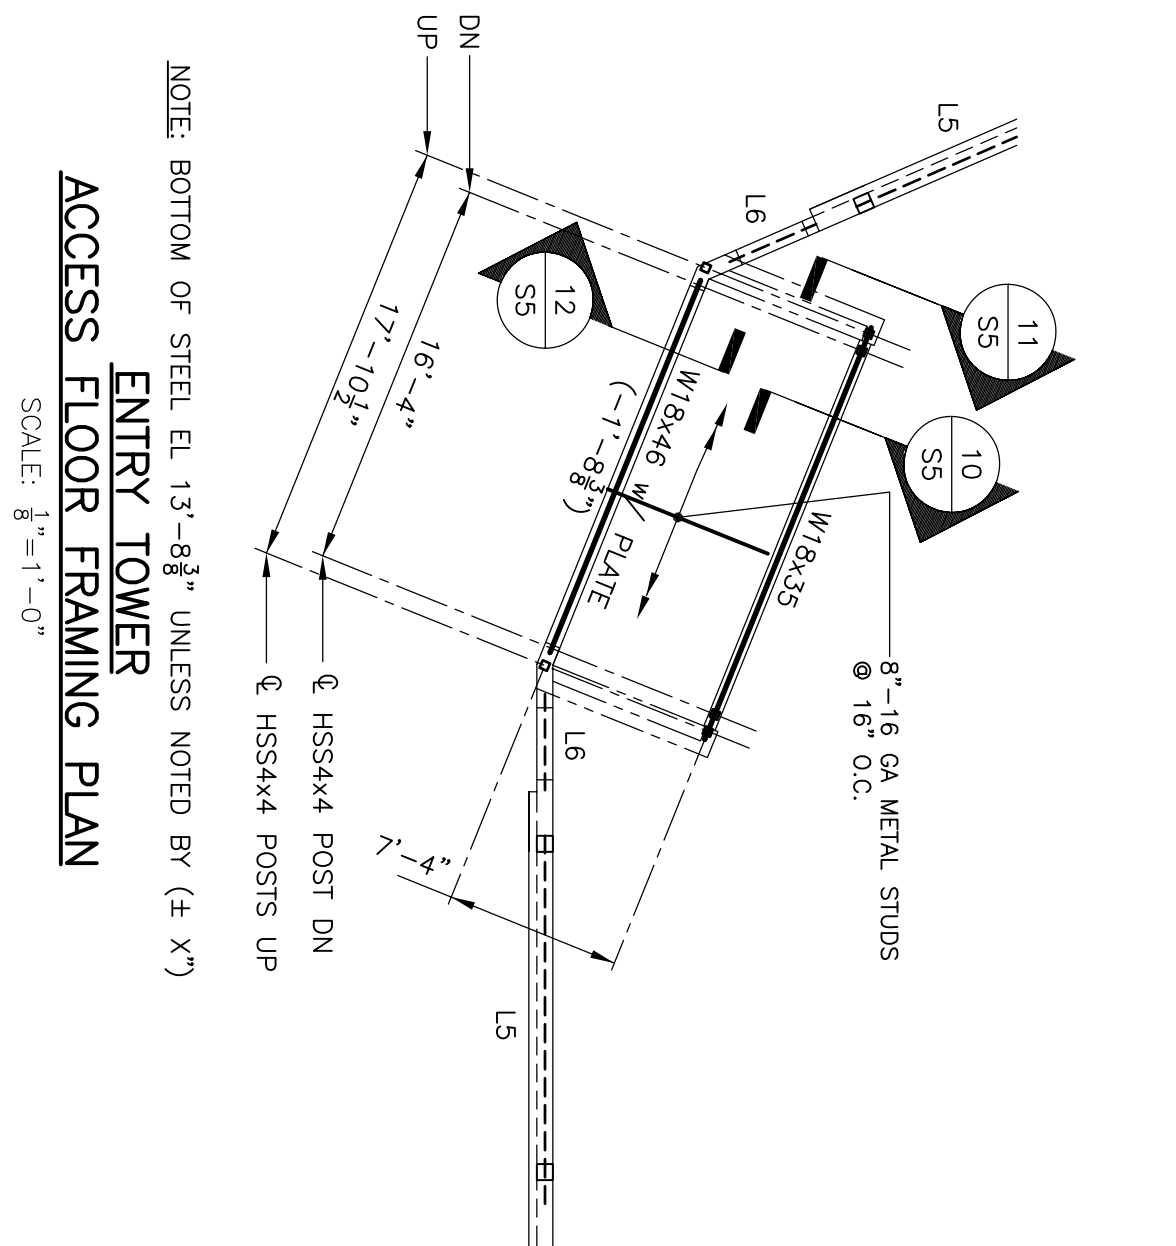 L5
L6
11
S5
10
S5
12
S5
DN
UP
W18x35
W18x46 w/ PLATE
(-1'-8 3/8")
8"-16 GA METAL STUDS
@ 16" O.C.
16'-4"
17'-10 1/2"
L6
7'-4"
L5
℄ HSS4x4 POST DN
℄ HSS4x4 POSTS UP
NOTE: BOTTOM OF STEEL EL 13'-8 3/8" UNLESS NOTED BY (± X")
ENTRY TOWER
ACCESS FLOOR FRAMING PLAN
SCALE: 1/8"=1'-0"